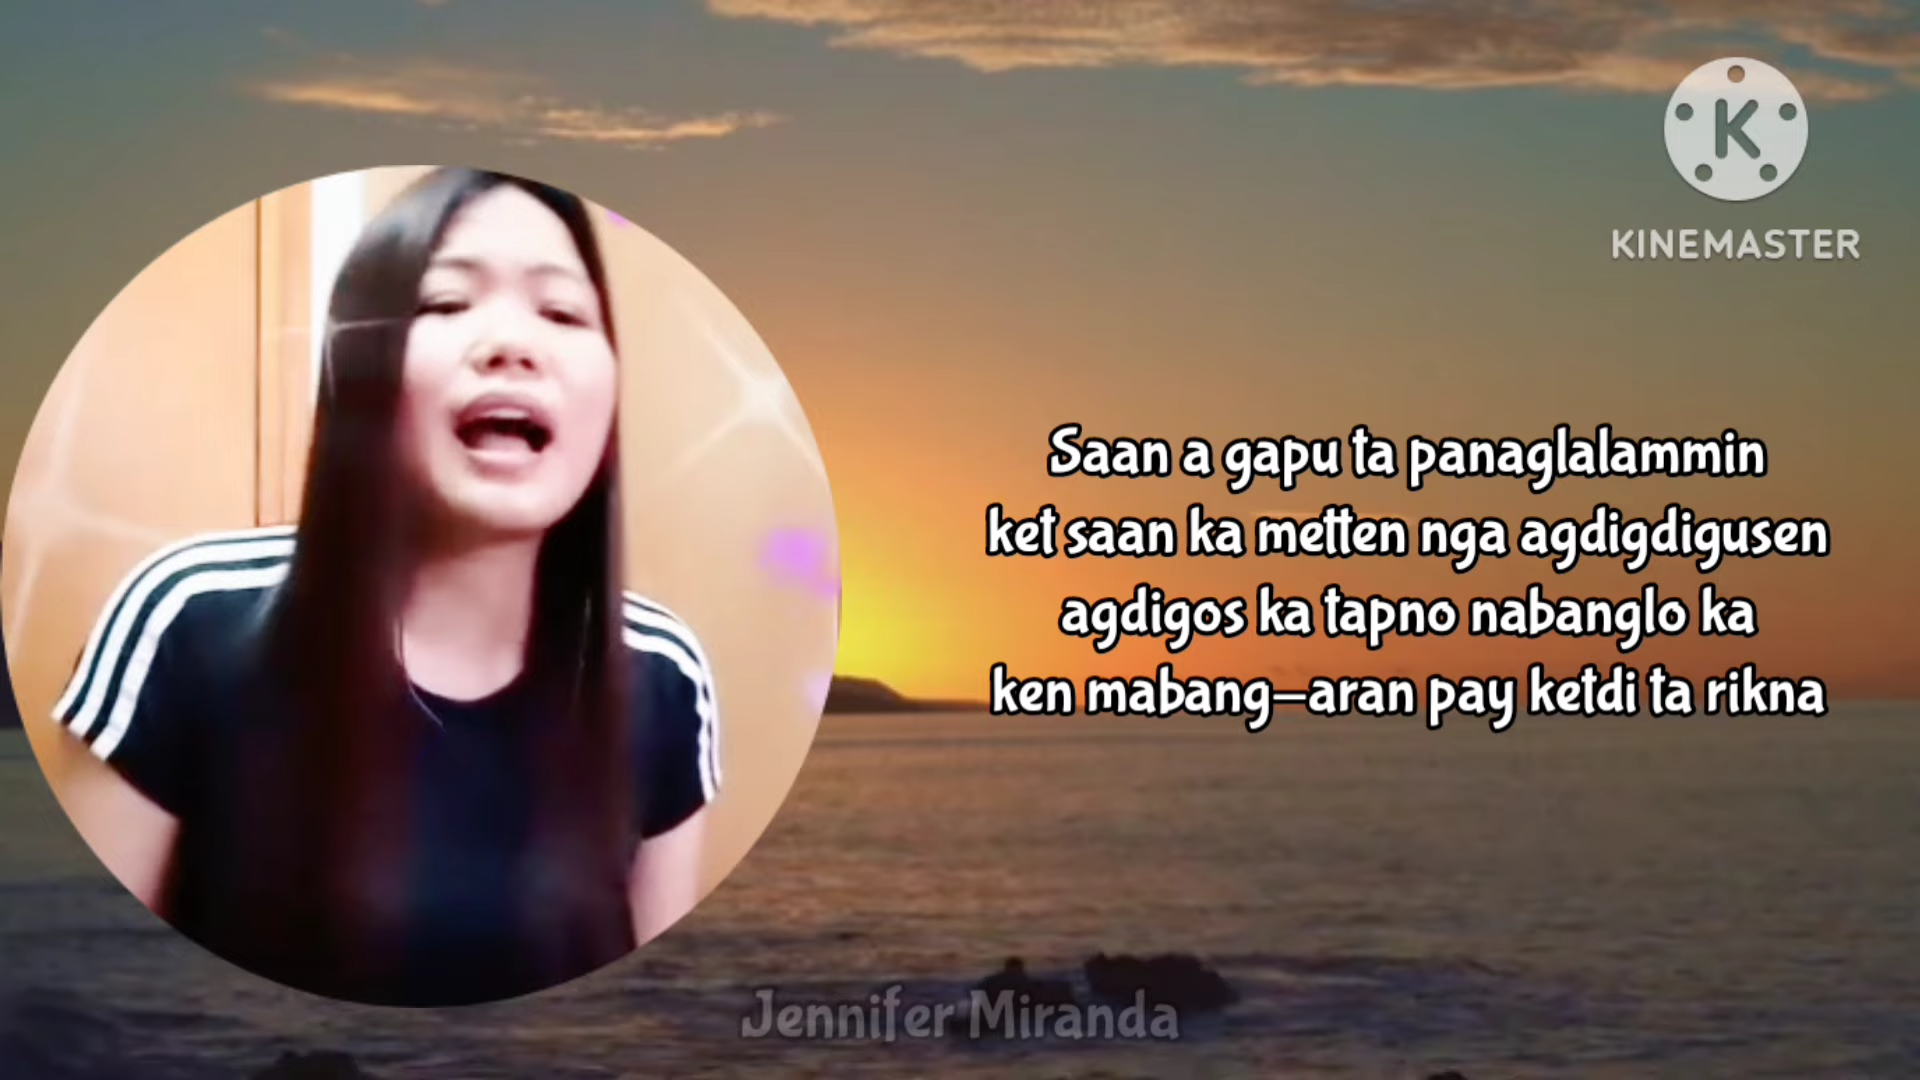 K
KINEMASTER
Saan a gapu ta panaglalammin
ket saan ka metten nga agdigdigusen
agdigos ka tapno nabanglo ka
ken mabang-aran pay ketdi ta rikna
Jennifer Miranda